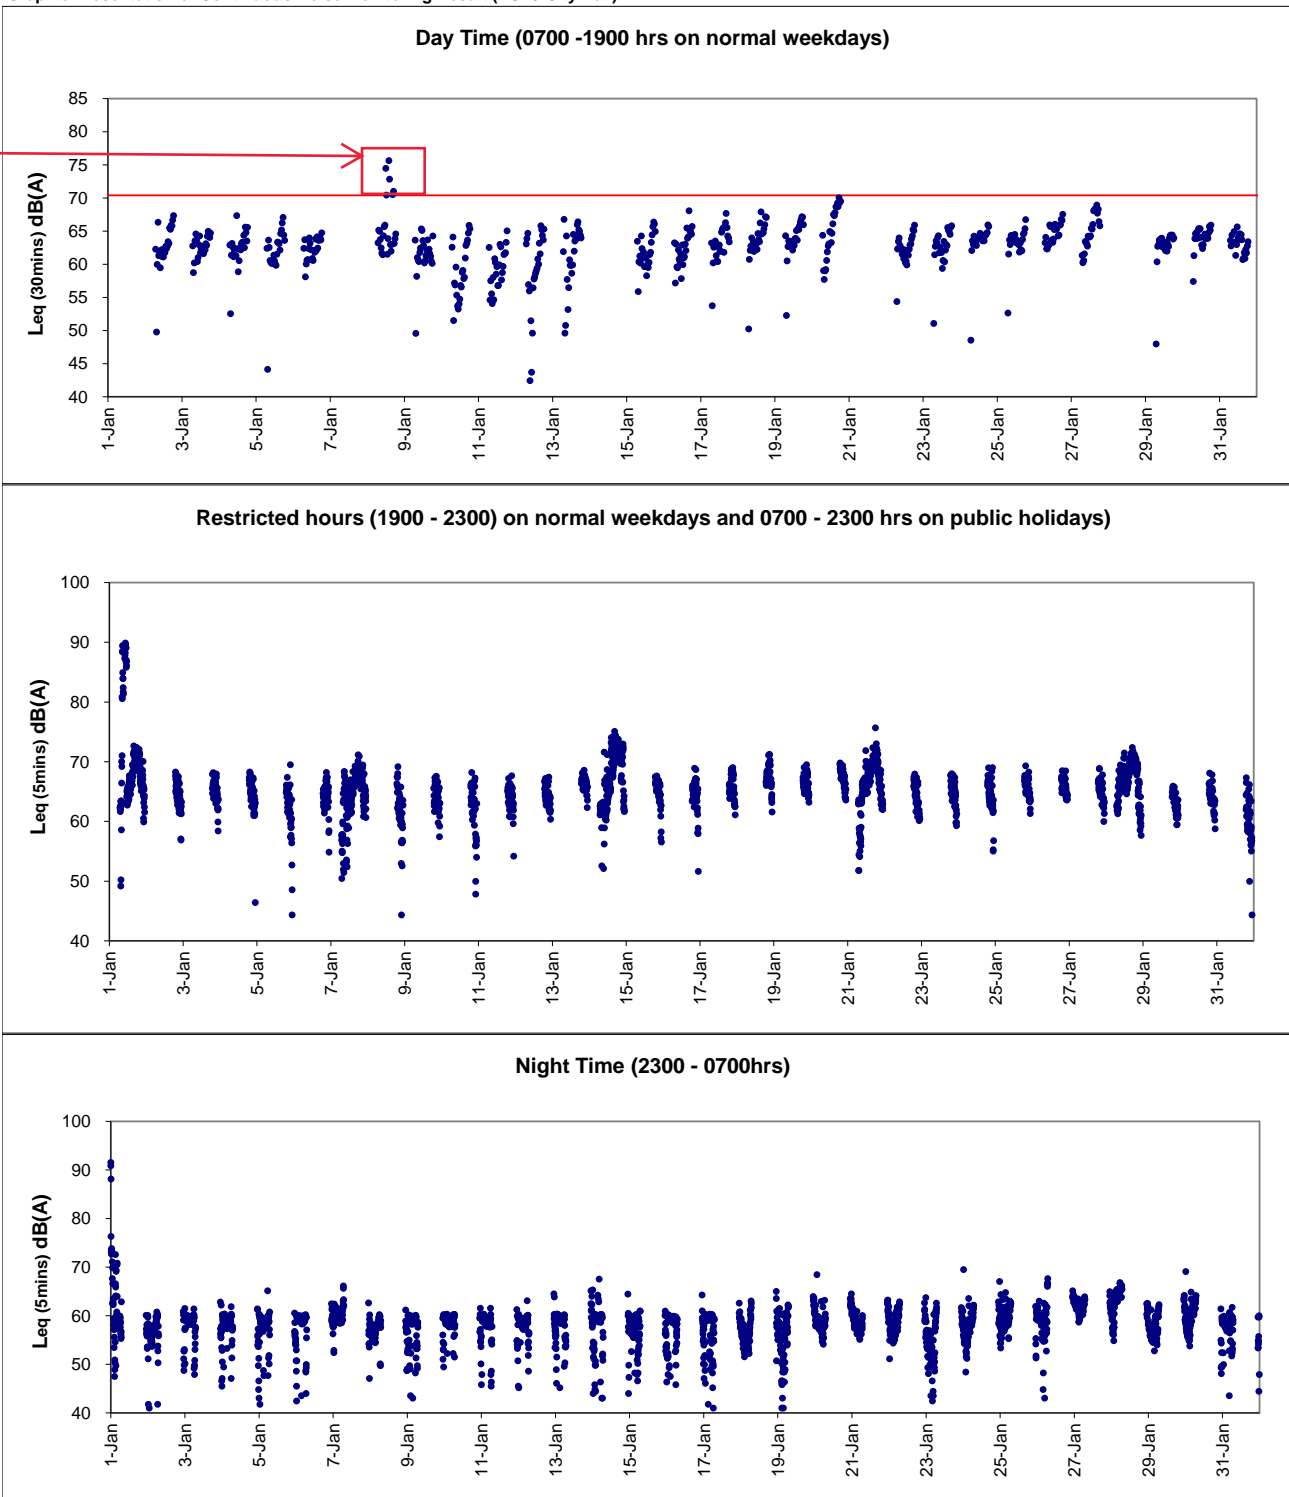 Day Time (0700 -1900 hrs on normal weekdays)
Leq (30mins) dB(A)
85
80
75
70
65
60
55
50
45
40
1-Jan
3-Jan
5-Jan
7-Jan
9-Jan
11-Jan
13-Jan
15-Jan
17-Jan
19-Jan
21-Jan
23-Jan
25-Jan
27-Jan
29-Jan
31-Jan
Restricted hours (1900 - 2300) on normal weekdays and 0700 - 2300 hrs on public holidays)
Leq (5mins) dB(A)
100
90
80
70
60
50
40
1-Jan
3-Jan
5-Jan
7-Jan
9-Jan
11-Jan
13-Jan
15-Jan
17-Jan
19-Jan
21-Jan
23-Jan
25-Jan
27-Jan
29-Jan
31-Jan
Night Time (2300 - 0700hrs)
Leq (5mins) dB(A)
100
90
80
70
60
50
40
1-Jan
3-Jan
5-Jan
7-Jan
9-Jan
11-Jan
13-Jan
15-Jan
17-Jan
19-Jan
21-Jan
23-Jan
25-Jan
27-Jan
29-Jan
31-Jan